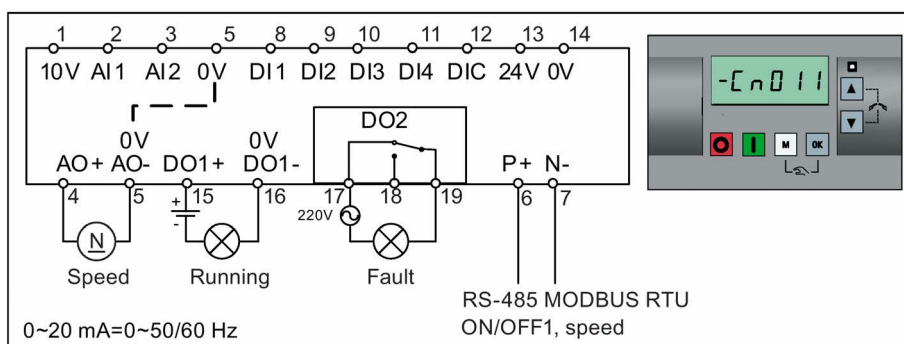 1 2 3 5 8 9 10 11 12 13 14
10V AI1 AI2 0V DI1 DI2 DI3 DI4 DIC 24V 0V
-Cn011
DO2
0V 0V
AO+ AO- DO1+ DO1- P+ N-
M OK
4 5 15 16 17 18 19 6 7
+
-
220V
N
Speed Running Fault
RS-485 MODBUS RTU
ON/OFF1, speed
0~20 mA=0~50/60 Hz